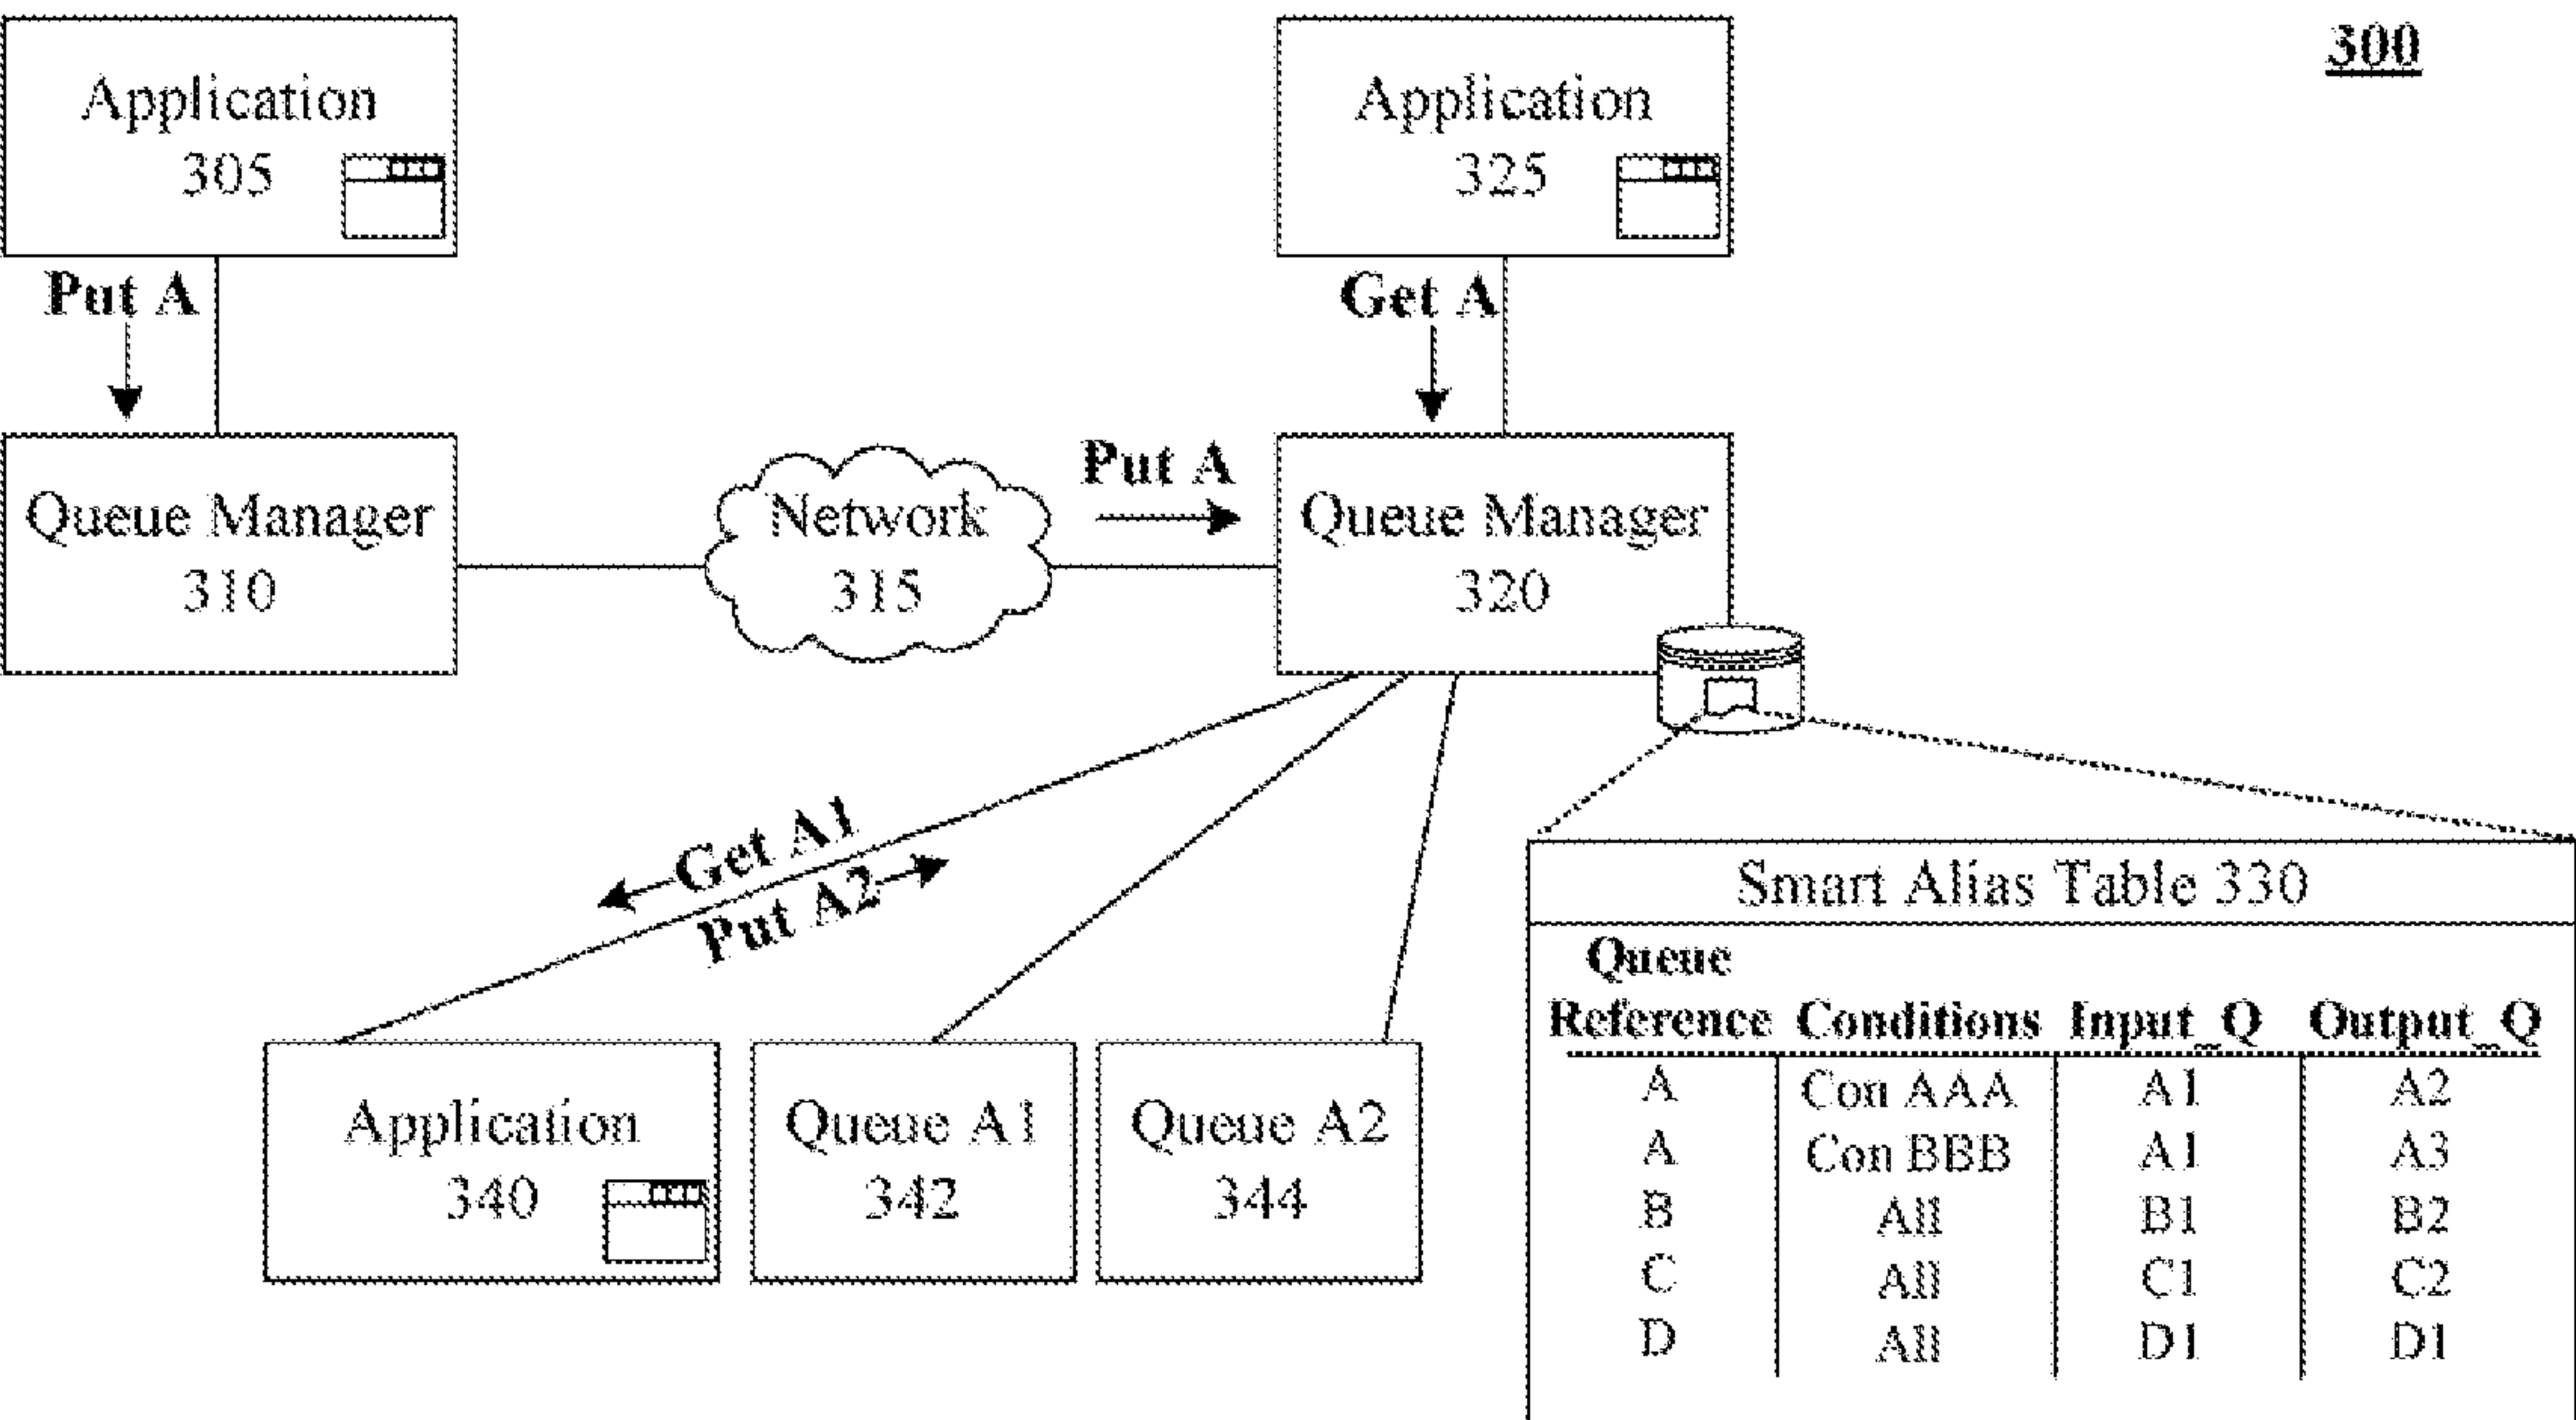 300
Application
305
Application
325
Put A
Get A
Queue Manager
310
Network
315
Put A
Queue Manager
320
Get A1
Put A2
Application
340
Queue A1
342
Queue A2
344
Smart Alias Table 330
Queue
Reference Conditions Input_Q Output_Q
A Con AAA A1 A2
A Con BBB A1 A3
B All B1 B2
C All C1 C2
D All D1 D1